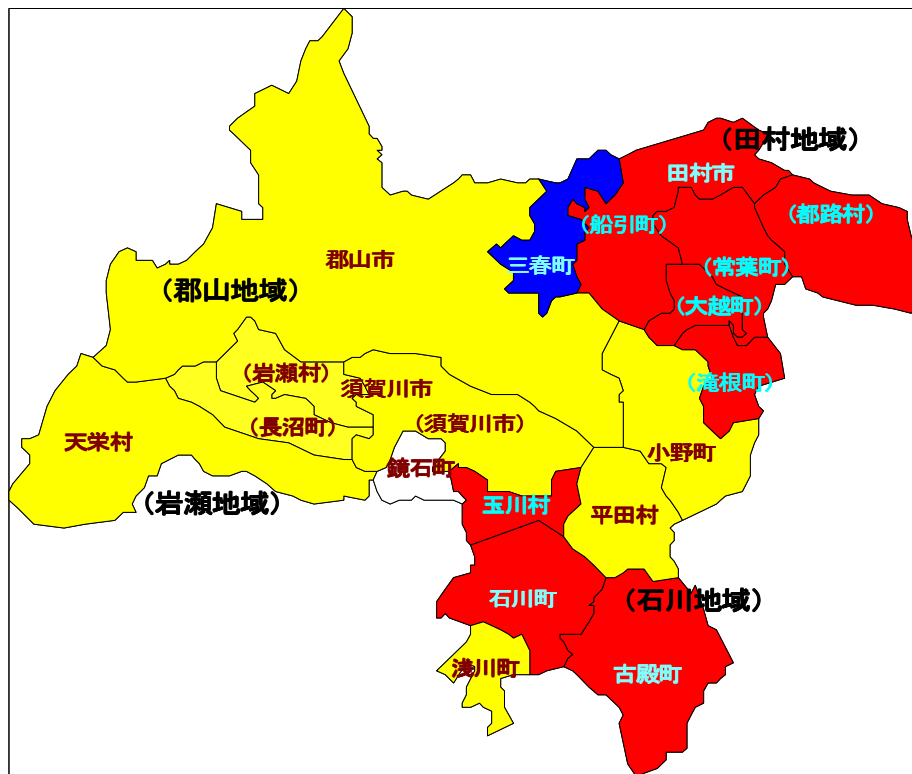 （田村地域）
田村市
（都路村）
（船引町）
郡山市
三春町
（常葉町）
（郡山地域）
（大越町）
（岩瀬村）
須賀川市
（滝根町）
（長沼町）
（須賀川市）
天栄村
小野町
鏡石町
（岩瀬地域）
玉川村
平田村
石川町
（石川地域）
浅川町
古殿町